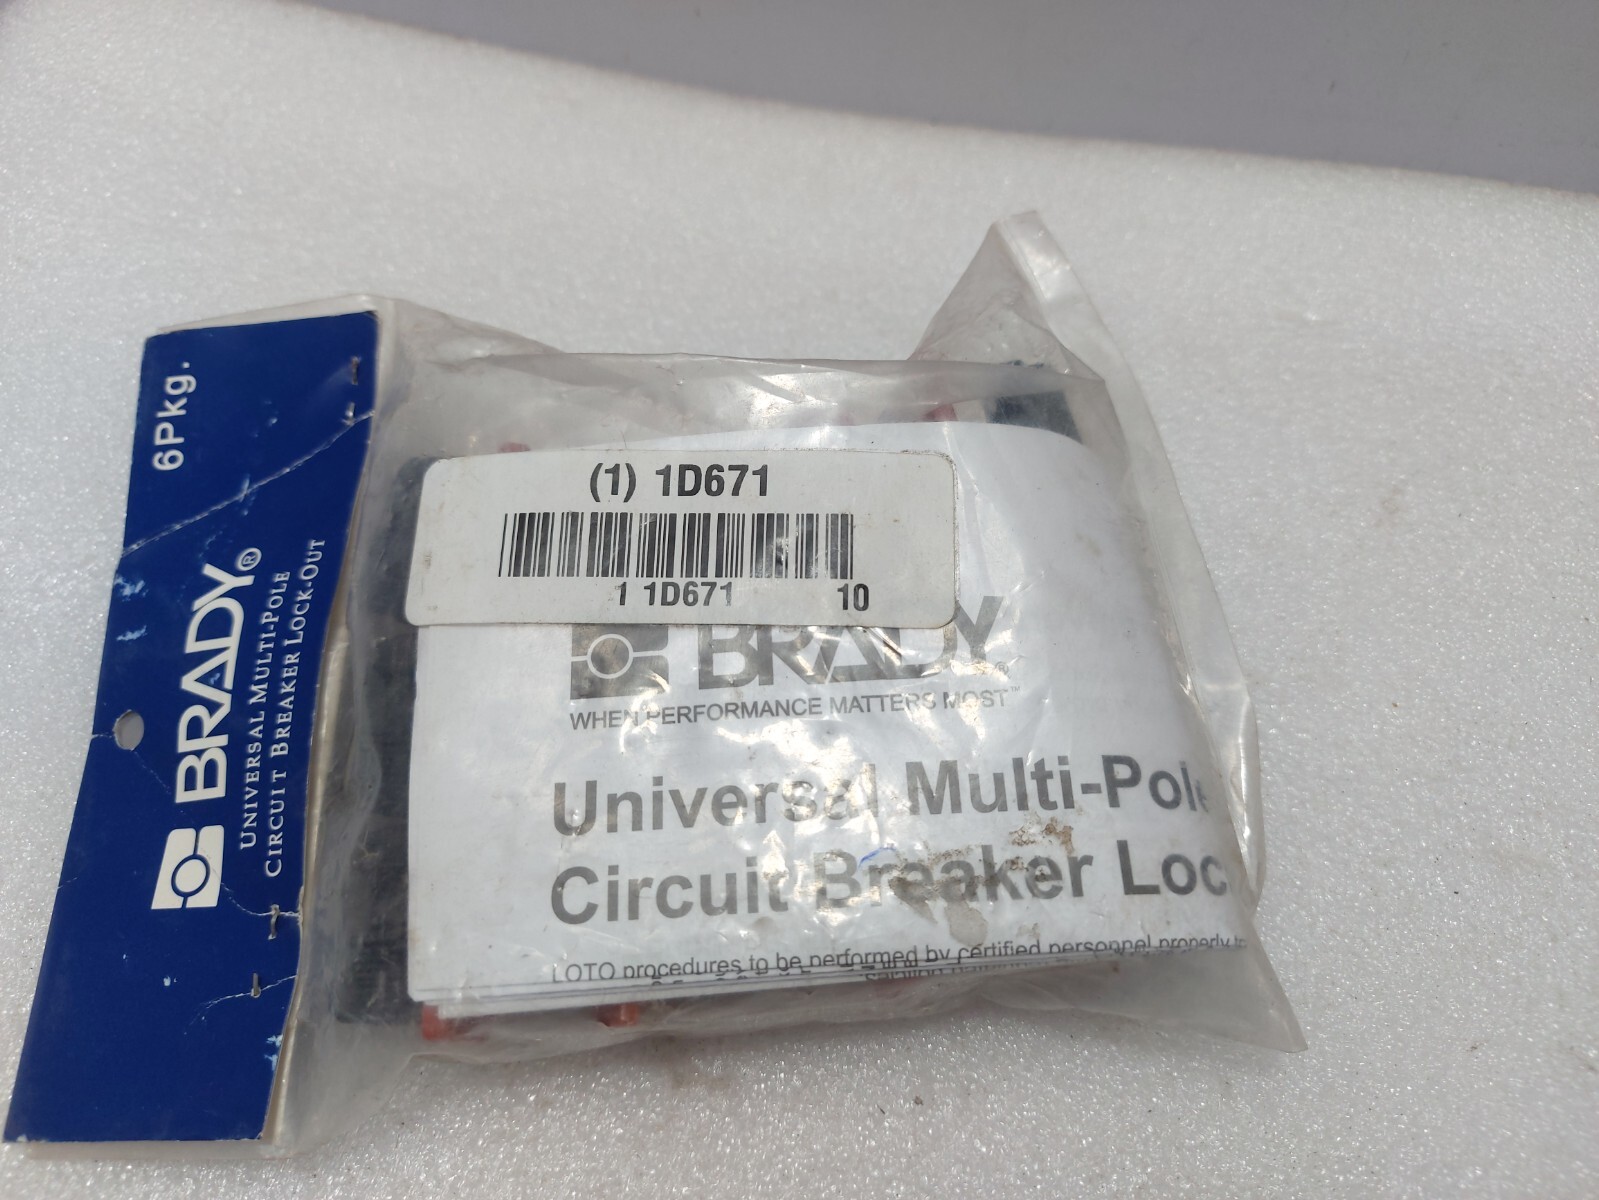 6Pkg.
BRADY®
UNIVERSAL MULTI-POLE
CIRCUIT BREAKER LOCK-OUT
(1) 1D671
1 1D671 10
BRADY®
WHEN PERFORMANCE MATTERS MOST™
Universal Multi-Pole
Circuit Breaker Loc
LOTO procedures to be performed by certified personnel properly